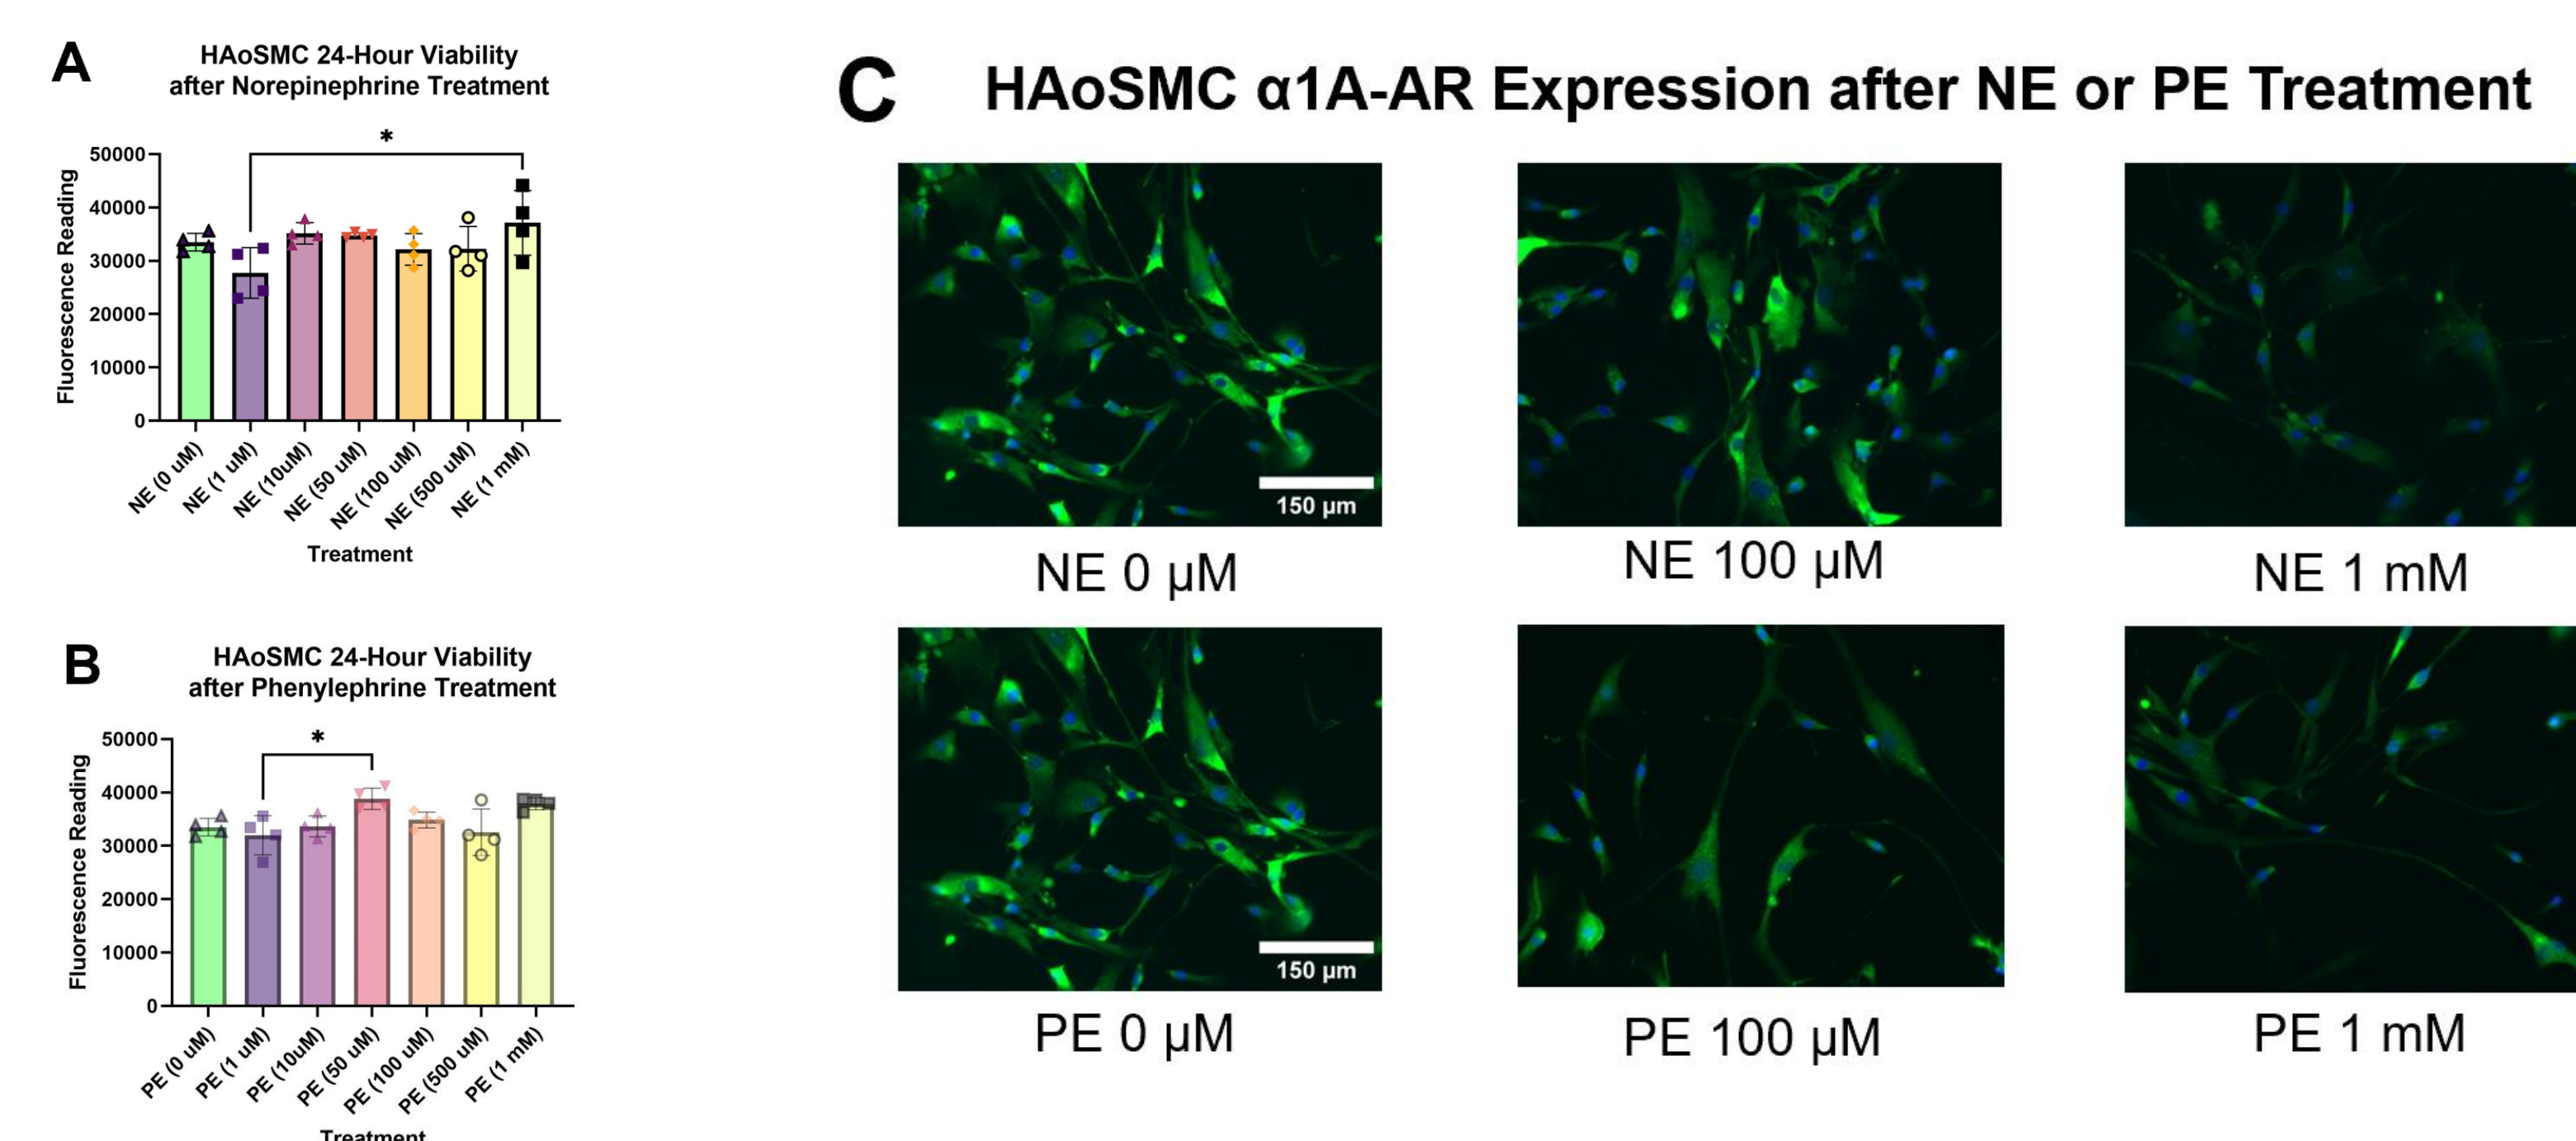 A
HAoSMC 24-Hour Viability
after Norepinephrine Treatment
*
Fluorescence Reading
50000
40000
30000
20000
10000
0
NE (0 uM)
NE (1 uM)
NE (10uM)
NE (50 uM)
NE (100 uM)
NE (500 uM)
NE (1 mM)
Treatment
B
HAoSMC 24-Hour Viability
after Phenylephrine Treatment
*
Fluorescence Reading
50000
40000
30000
20000
10000
0
PE (0 uM)
PE (1 uM)
PE (10uM)
PE (50 uM)
PE (100 uM)
PE (500 uM)
PE (1 mM)
Treatment
C
HAoSMC α1A-AR Expression after NE or PE Treatment
150 μm
NE 0 μM
NE 100 μM
NE 1 mM
150 μm
PE 0 μM
PE 100 μM
PE 1 mM